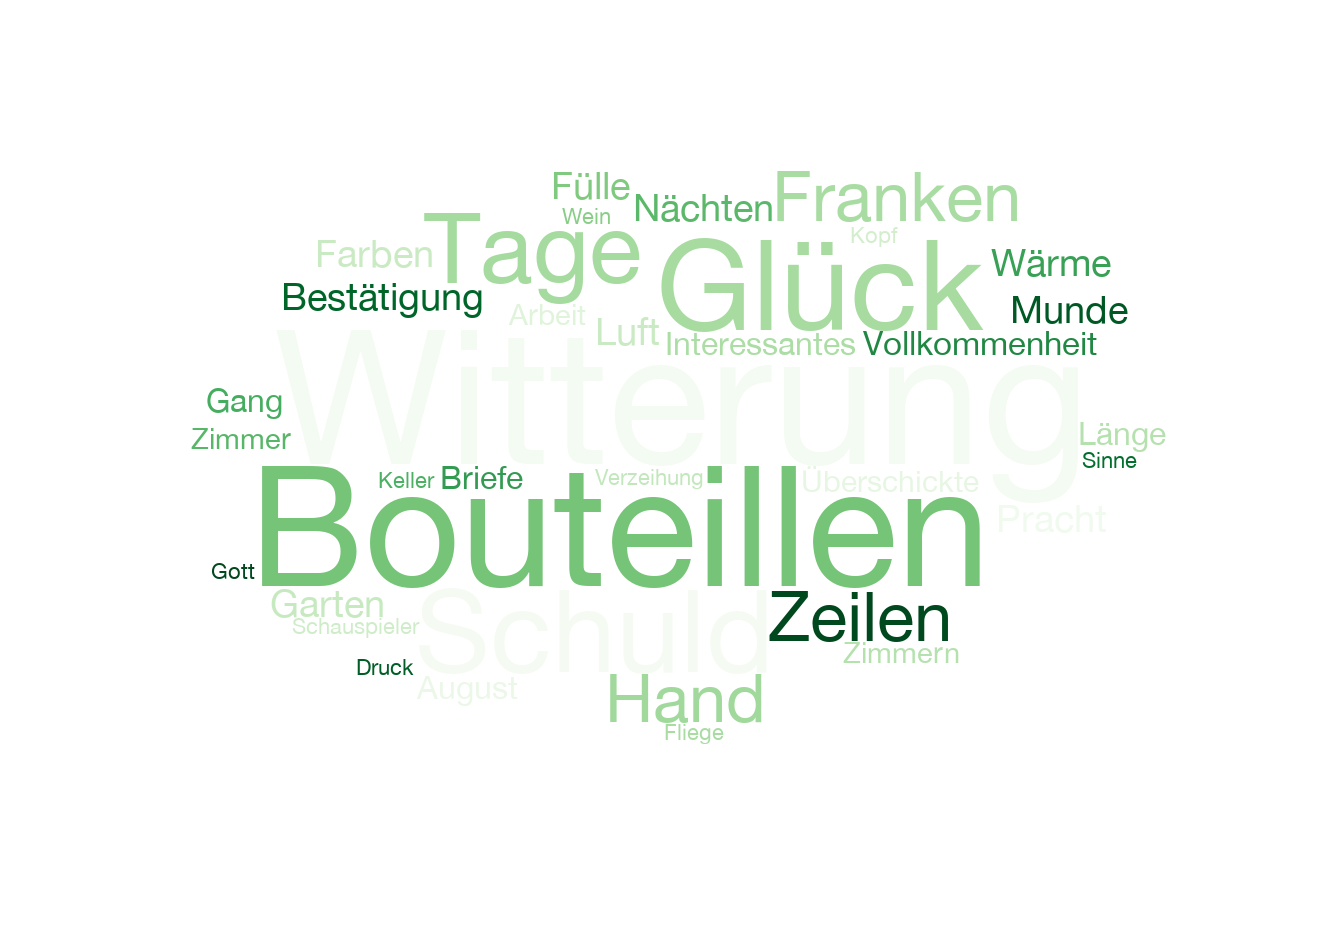 Fülle
Nächten
Franken
Wein
Tage
Glück
Kopf
Farben
Wärme
Bestätigung
Arbeit
Munde
Luft
Interessantes
Vollkommenheit
Witterung
Gang
Zimmer
Länge
Sinne
Keller
Briefe
Verzeihung
Überschickte
Bouteillen
Pracht
Gott
Garten
Schauspieler
Schuld
Zeilen
Zimmern
Druck
August
Hand
Fliege